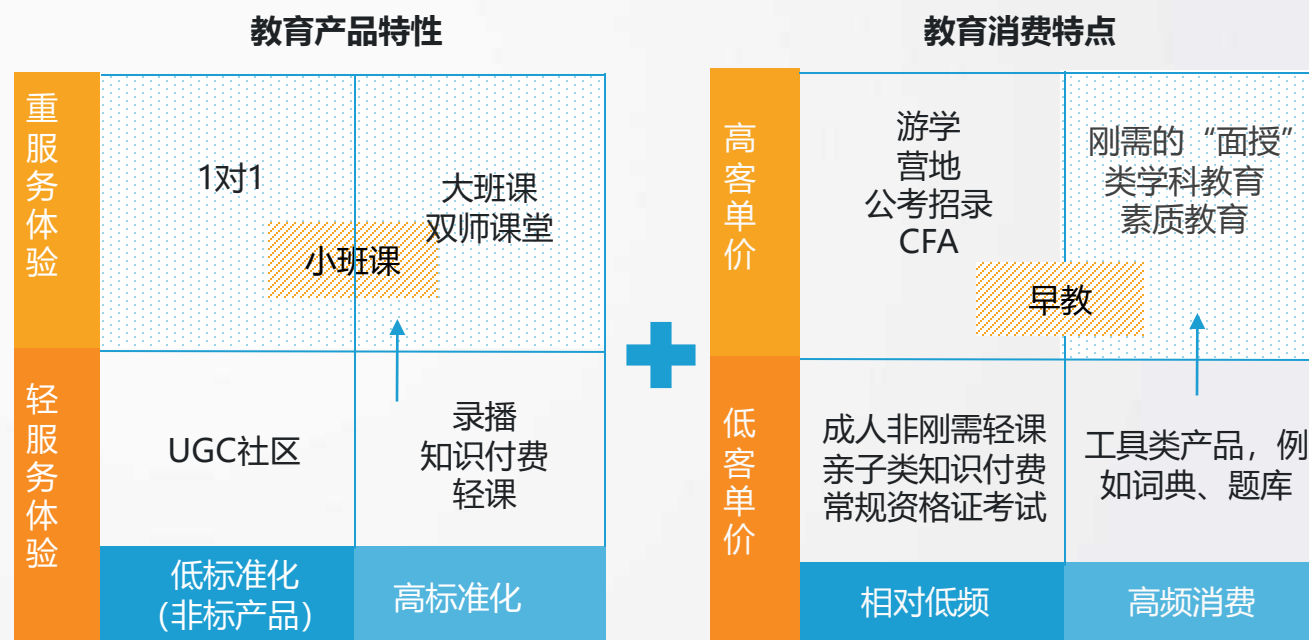 教育产品特性
重服务体验
1对1
大班课
双师课堂
小班课
轻服务体验
UGC社区
录播
知识付费
轻课
低标准化
（非标产品）
高标准化
教育消费特点
高客单价
游学
营地
公考招录
CFA
刚需的“面授”
类学科教育
素质教育
早教
低客单价
成人非刚需轻课
亲子类知识付费
常规资格证考试
工具类产品，例
如词典、题库
相对低频
高频消费